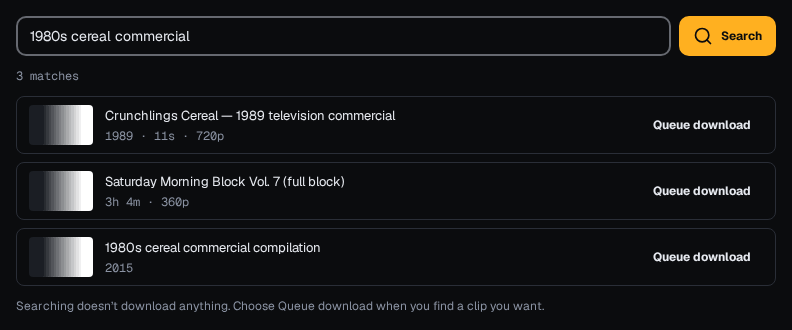 1980s cereal commercial
Search
3 matches
Crunchlings Cereal — 1989 television commercial
1989 · 11s · 720p
Queue download
Saturday Morning Block Vol. 7 (full block)
3h 4m · 360p
Queue download
1980s cereal commercial compilation
2015
Queue download
Searching doesn't download anything. Choose Queue download when you find a clip you want.